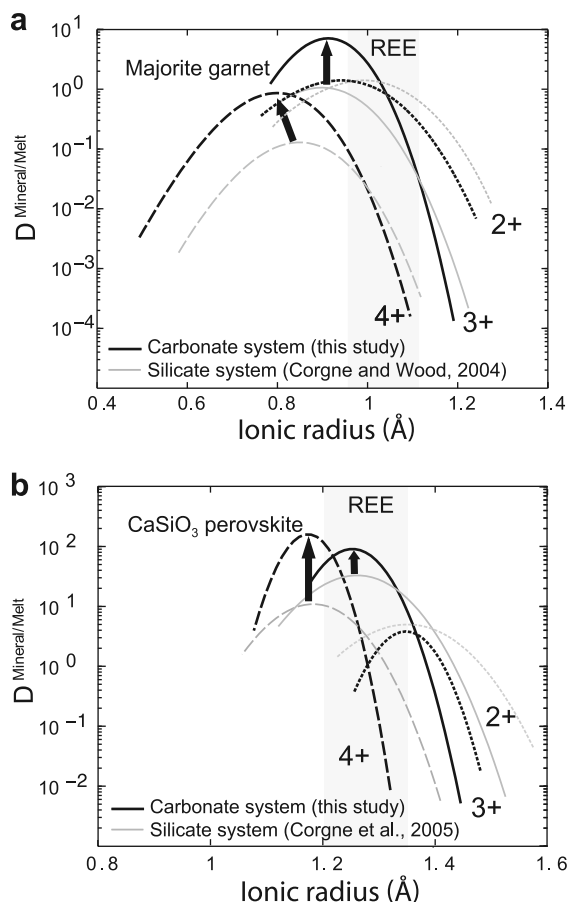 a
10^1
10^0
10^-1
10^-2
10^-3
10^-4
D Mineral/Melt
Majorite garnet
REE
2+
3+
4+
Carbonate system (this study)
Silicate system (Corgne and Wood, 2004)
0.4 0.6 0.8 1 1.2 1.4
Ionic radius (Å)
b
10^3
10^2
10^1
10^0
10^-1
10^-2
D Mineral/Melt
REE
CaSiO₃ perovskite
2+
4+
3+
Carbonate system (this study)
Silicate system (Corgne et al., 2005)
0.8 1 1.2 1.4 1.6
Ionic radius (Å)